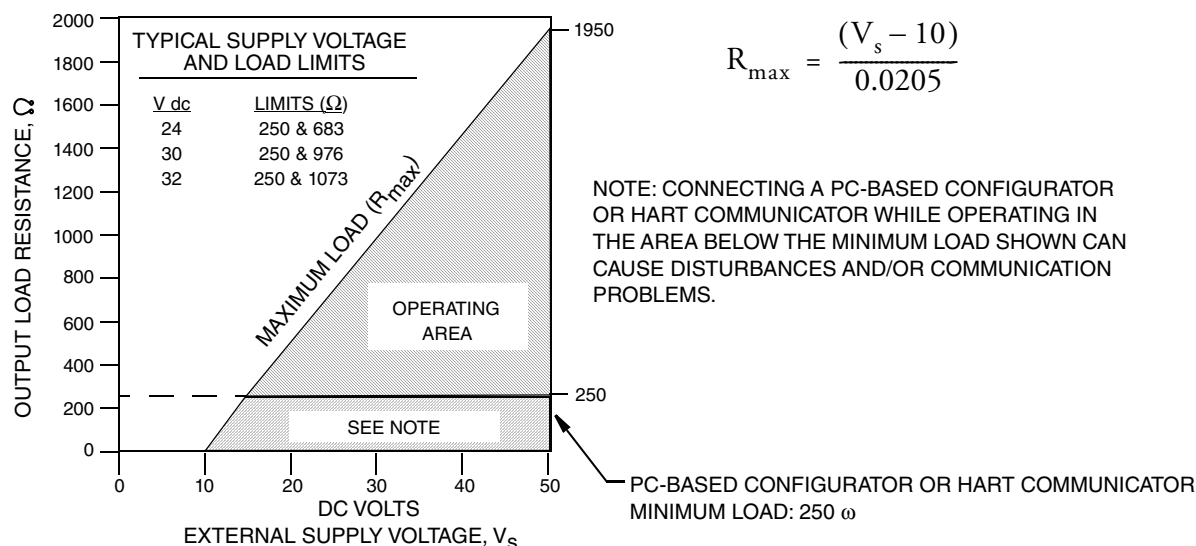 TYPICAL SUPPLY VOLTAGE
AND LOAD LIMITS
V dc LIMITS (Ω)
24 250 & 683
30 250 & 976
32 250 & 1073
OUTPUT LOAD RESISTANCE, Ω
2000
1800
1600
1400
1200
1000
800
600
400
200
0
MAXIMUM LOAD (Rmax)
OPERATING
AREA
SEE NOTE
1950
250
0 10 20 30 40 50
DC VOLTS
EXTERNAL SUPPLY VOLTAGE, VS
Rmax = (Vs – 10)
0.0205
NOTE: CONNECTING A PC-BASED CONFIGURATOR
OR HART COMMUNICATOR WHILE OPERATING IN
THE AREA BELOW THE MINIMUM LOAD SHOWN CAN
CAUSE DISTURBANCES AND/OR COMMUNICATION
PROBLEMS.
PC-BASED CONFIGURATOR OR HART COMMUNICATOR
MINIMUM LOAD: 250 ω